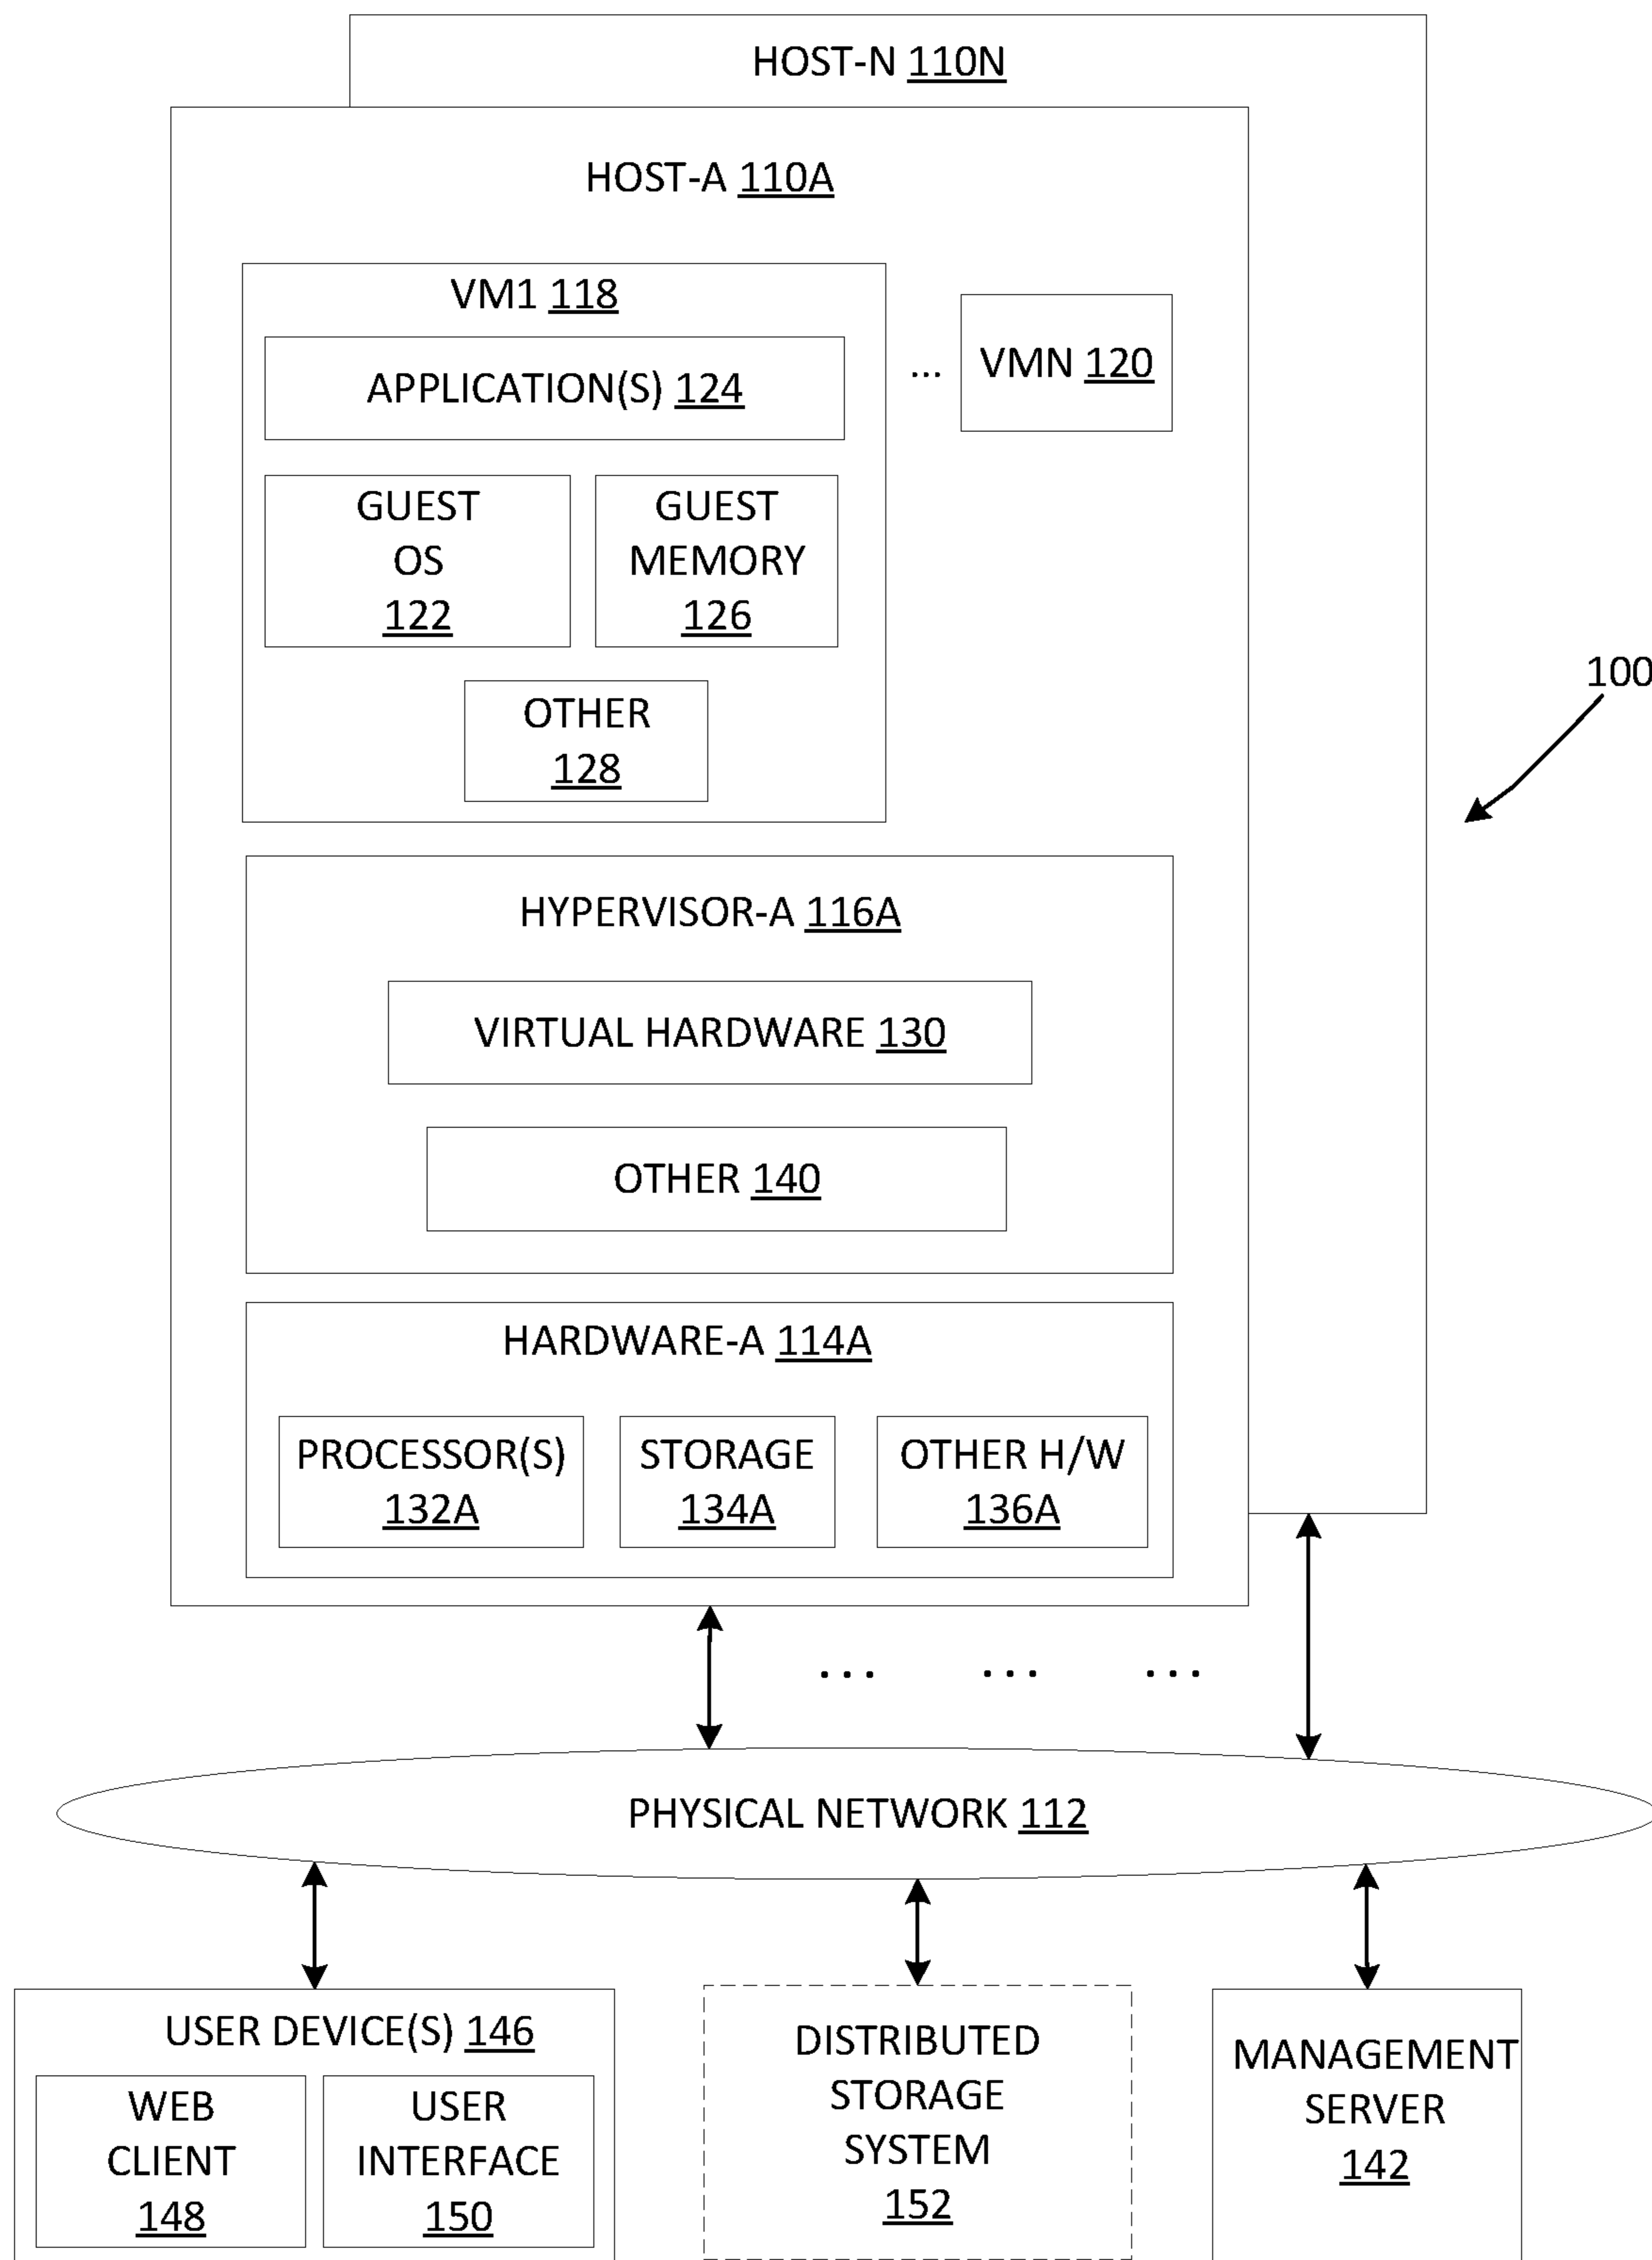 HOST-N 110N
HOST-A 110A
VM1 118
APPLICATION(S) 124
... VMN 120
GUEST
OS
122
GUEST
MEMORY
126
OTHER
128
100
HYPERVISOR-A 116A
VIRTUAL HARDWARE 130
OTHER 140
HARDWARE-A 114A
PROCESSOR(S)
132A
STORAGE
134A
OTHER H/W
136A
... ... ...
PHYSICAL NETWORK 112
USER DEVICE(S) 146
WEB
CLIENT
148
USER
INTERFACE
150
DISTRIBUTED
STORAGE
SYSTEM
152
MANAGEMENT
SERVER
142